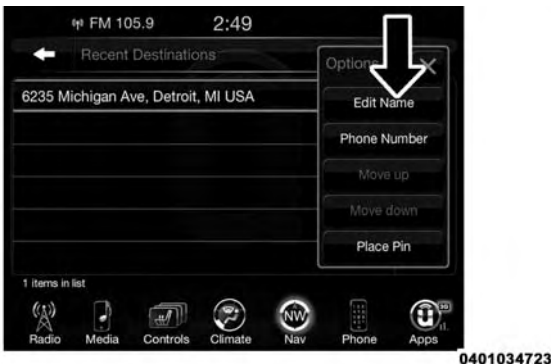 FM 105.9 2:49
Recent Destinations
Options X
6235 Michigan Ave, Detroit, MI USA
Edit Name
Phone Number
Move up
Move down
Place Pin
1 items in list
NW
3G
Radio Media Controls Climate Nav Phone Apps
0401034723